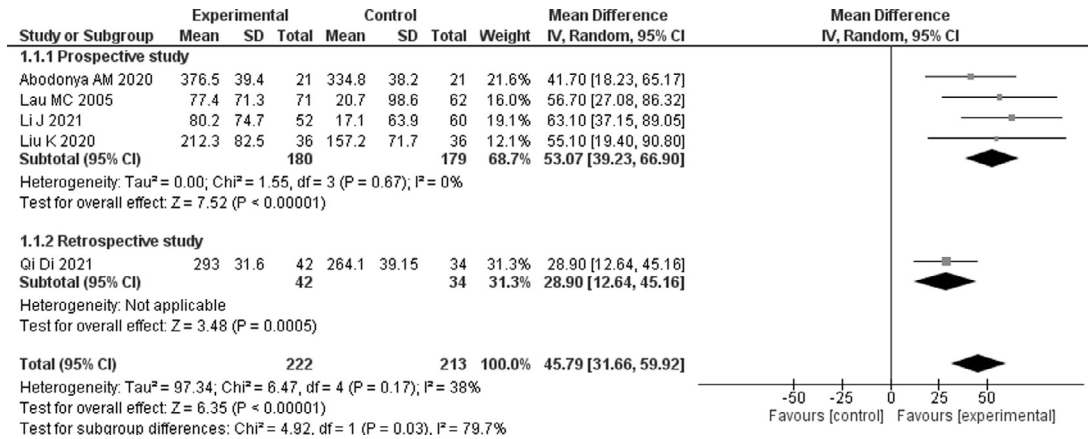 Experimental Control Mean Difference Mean Difference
Study or Subgroup Mean SD Total Mean SD Total Weight IV, Random, 95% CI IV, Random, 95% CI
1.1.1 Prospective study
Abodonya AM 2020 376.5 39.4 21 334.8 38.2 21 21.6% 41.70 [18.23, 65.17]
Lau MC 2005 77.4 71.3 71 20.7 98.6 62 16.0% 56.70 [27.08, 86.32]
Li J 2021 80.2 74.7 52 17.1 63.9 60 19.1% 63.10 [37.15, 89.05]
Liu K 2020 212.3 82.5 36 157.2 71.7 36 12.1% 55.10 [19.40, 90.80]
Subtotal (95% CI) 180 179 68.7% 53.07 [39.23, 66.90]
Heterogeneity: Tau² = 0.00; Chi² = 1.55, df = 3 (P = 0.67); I² = 0%
Test for overall effect: Z = 7.52 (P < 0.00001)
1.1.2 Retrospective study
Qi Di 2021 293 31.6 42 264.1 39.15 34 31.3% 28.90 [12.64, 45.16]
Subtotal (95% CI) 42 34 31.3% 28.90 [12.64, 45.16]
Heterogeneity: Not applicable
Test for overall effect: Z = 3.48 (P = 0.0005)
Total (95% CI) 222 213 100.0% 45.79 [31.66, 59.92]
Heterogeneity: Tau² = 97.34; Chi² = 6.47, df = 4 (P = 0.17); I² = 38%
Test for overall effect: Z = 6.35 (P < 0.00001)
Test for subgroup differences: Chi² = 4.92, df = 1 (P = 0.03), I² = 79.7%
-50 -25 0 25 50
Favours [control] Favours [experimental]